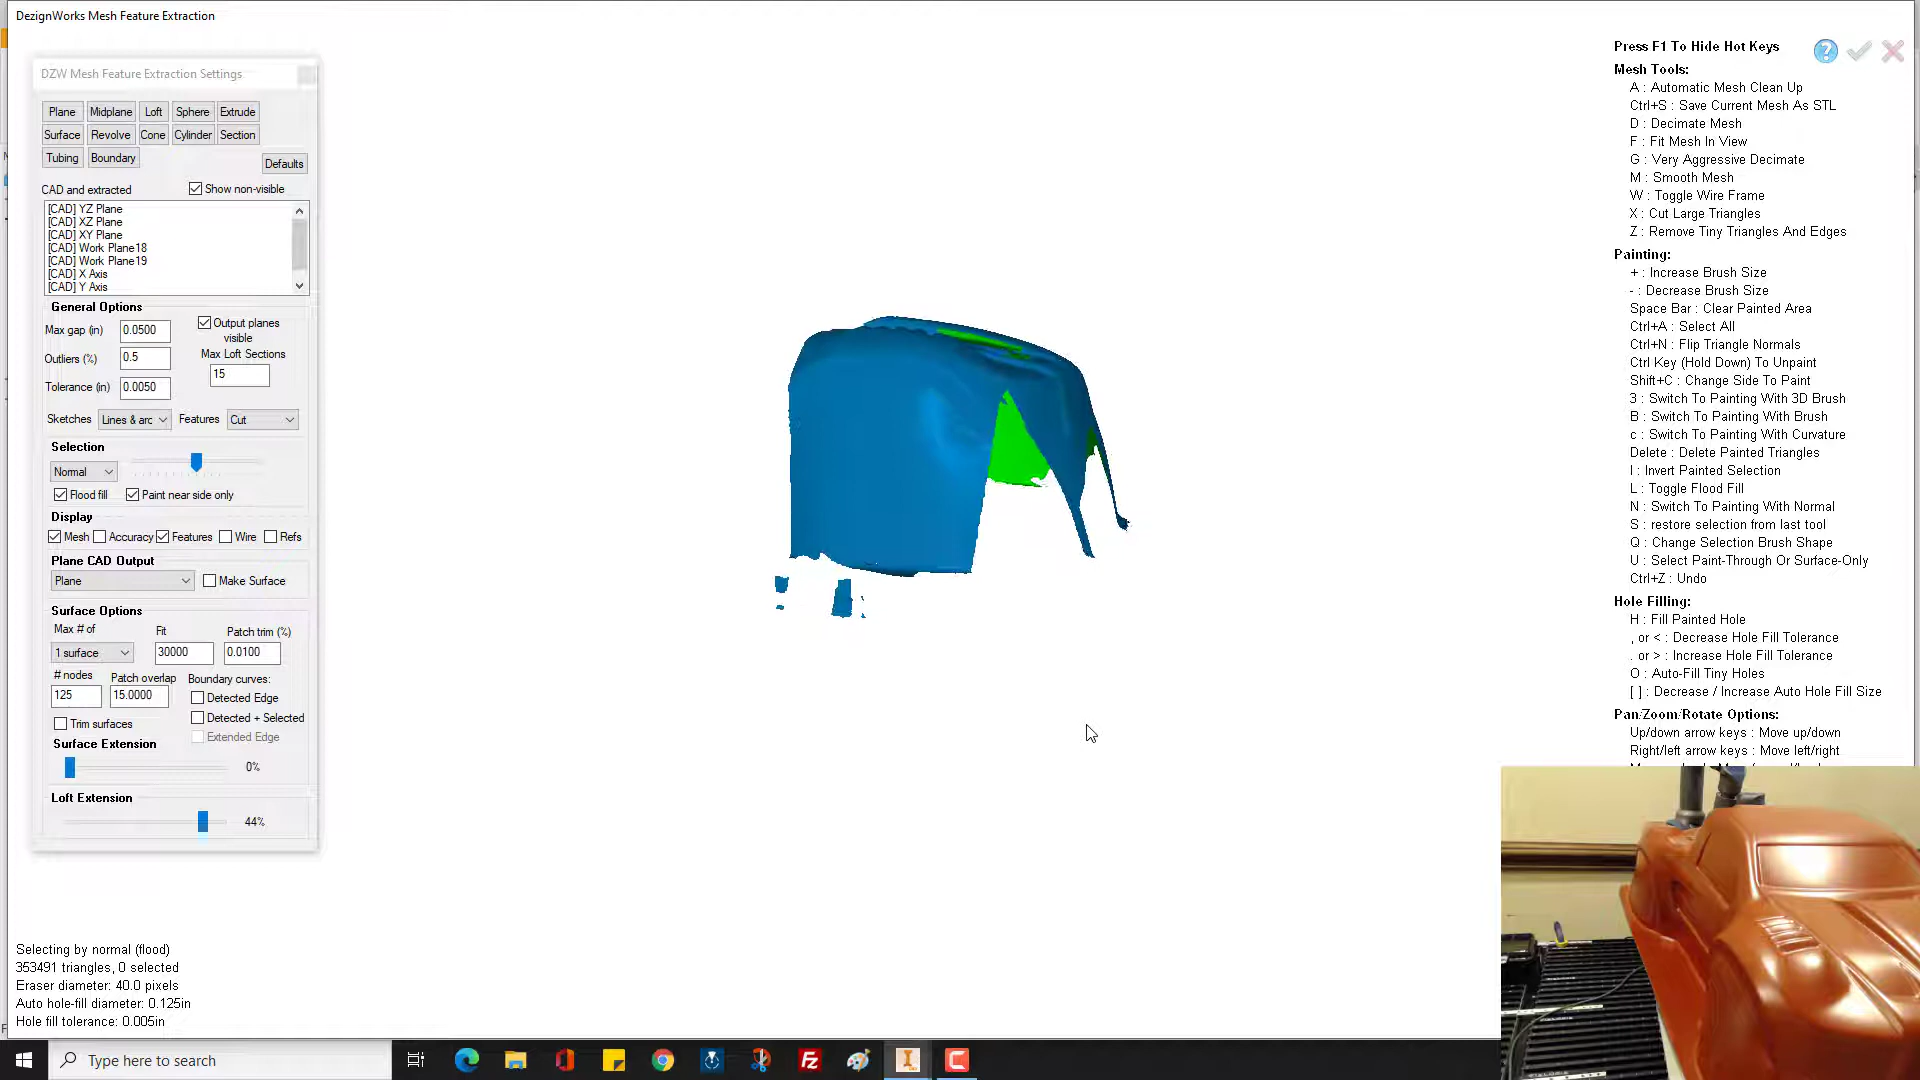 DezignWorks Mesh Feature Extraction
DZW Mesh Feature Extraction Settings
Plane Midplane Loft Sphere Extrude
Surface Revolve Cone Cylinder Section
Tubing Boundary
Defaults
CAD and extracted Show non-visible
[CAD] YZ Plane
[CAD] XZ Plane
[CAD] XY Plane
[CAD] Work Plane18
[CAD] Work Plane19
[CAD] X Axis
[CAD] Y Axis
General Options
Max gap (in) 0.0500 Output planes visible
Outliers (%) 0.5 Max Loft Sections
15
Tolerance (in) 0.0050
Sketches Lines & arc Features Cut
Selection
Normal
Flood fill Paint near side only
Display
Mesh Accuracy Features Wire Refs
Plane CAD Output
Plane Make Surface
Surface Options
Max # of Fit Patch trim (%)
1 surface 30000 0.0100
# nodes Patch overlap Boundary curves:
125 15.0000 Detected Edge
Detected + Selected
Trim surfaces Extended Edge
Surface Extension
0%
Loft Extension
44%
Selecting by normal (flood)
353491 triangles, 0 selected
Eraser diameter: 40.0 pixels
Auto hole-fill diameter: 0.125in
Hole fill tolerance: 0.005in
Press F1 To Hide Hot Keys
Mesh Tools:
A : Automatic Mesh Clean Up
Ctrl+S : Save Current Mesh As STL
D : Decimate Mesh
F : Fit Mesh In View
G : Very Aggressive Decimate
M : Smooth Mesh
W : Toggle Wire Frame
X : Cut Large Triangles
Z : Remove Tiny Triangles And Edges
Painting:
+ : Increase Brush Size
- : Decrease Brush Size
Space Bar : Clear Painted Area
Ctrl+A : Select All
Ctrl+N : Flip Triangle Normals
Ctrl Key (Hold Down) To Unpaint
Shift+C : Change Side To Paint
3 : Switch To Painting With 3D Brush
B : Switch To Painting With Brush
c : Switch To Painting With Curvature
Delete : Delete Painted Triangles
I : Invert Painted Selection
L : Toggle Flood Fill
N : Switch To Painting With Normal
S : restore selection from last tool
Q : Change Selection Brush Shape
U : Select Paint-Through Or Surface-Only
Ctrl+Z : Undo
Hole Filling:
H : Fill Painted Hole
, or < : Decrease Hole Fill Tolerance
. or > : Increase Hole Fill Tolerance
O : Auto-Fill Tiny Holes
[ ] : Decrease / Increase Auto Hole Fill Size
Pan/Zoom/Rotate Options:
Up/down arrow keys : Move up/down
Right/left arrow keys : Move left/right
Type here to search